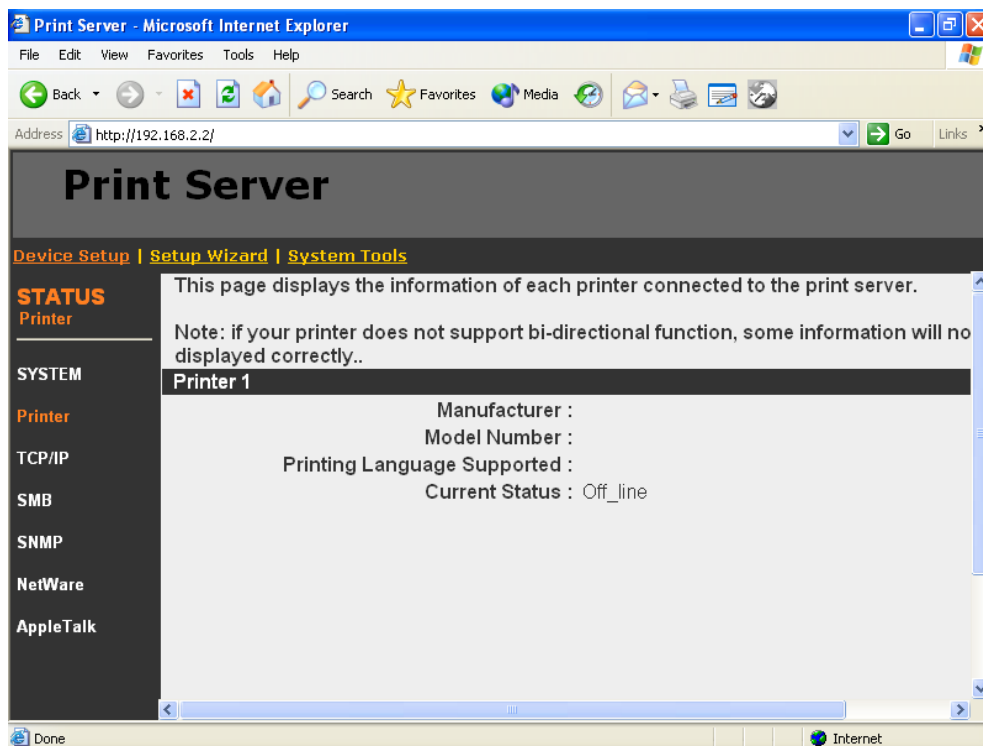 Print Server - Microsoft Internet Explorer
File Edit View Favorites Tools Help
Back Search Favorites Media
Address http://192.168.2.2/ Go Links
Print Server
Device Setup | Setup Wizard | System Tools
STATUS
Printer
SYSTEM
Printer
TCP/IP
SMB
SNMP
NetWare
AppleTalk
This page displays the information of each printer connected to the print server.
Note: if your printer does not support bi-directional function, some information will no
displayed correctly..
Printer 1
Manufacturer :
Model Number :
Printing Language Supported :
Current Status : Off_line
Done Internet